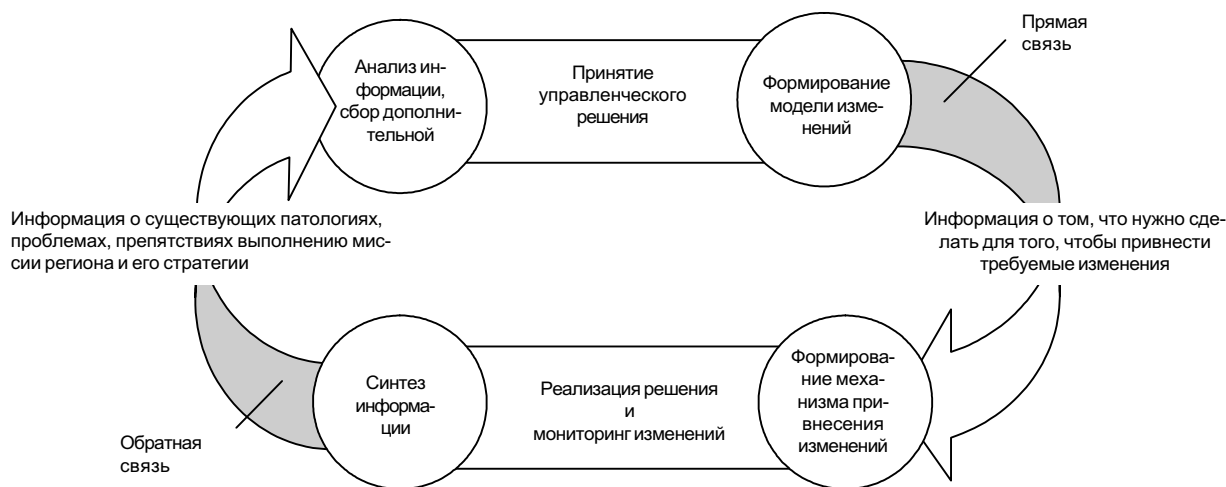 Прямая
связь
Анализ ин-
формации,
сбор дополни-
тельной
Принятие
управленческого
решения
Формирование
модели изме-
нений
Информация о существующих патологиях,
проблемах, препятствиях выполнению мис-
сии региона и его стратегии
Информация о том, что нужно сде-
лать для того, чтобы привнести
требуемые изменения
Синтез
информа-
ции
Реализация решения
и
мониторинг изменений
Формирова-
ние меха-
низма при-
внесения
изменений
Обратная
связь